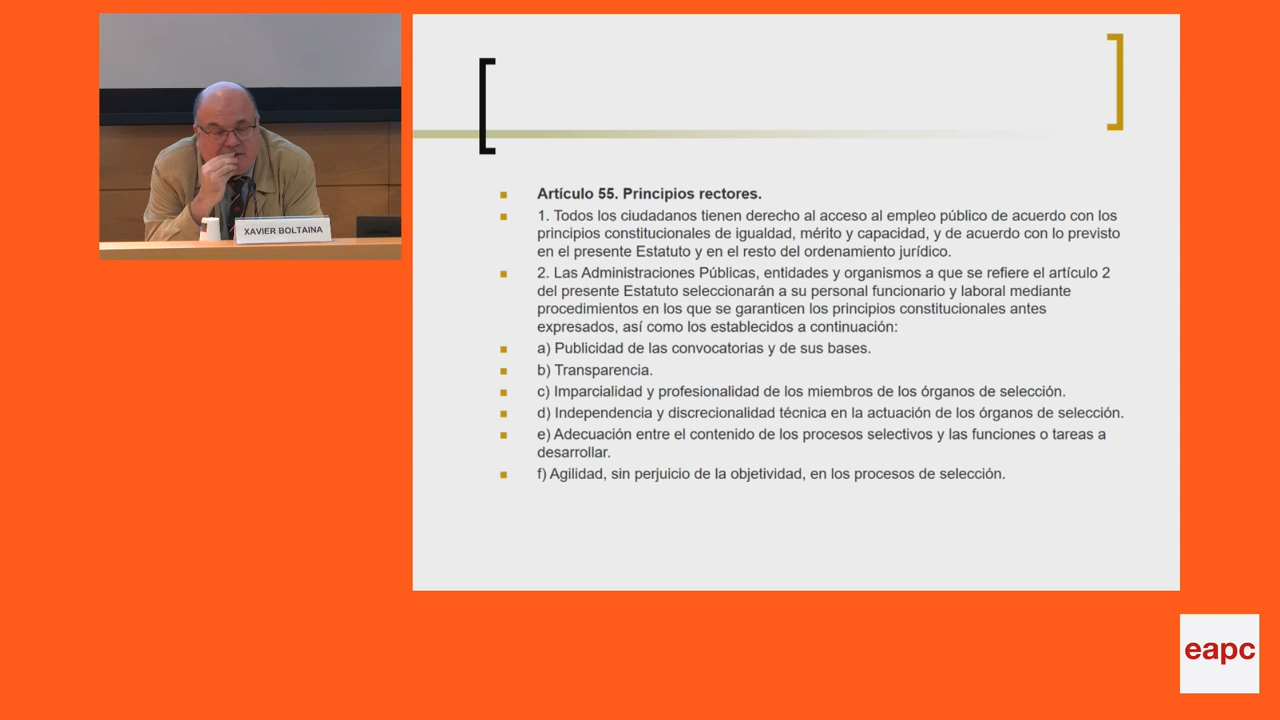 XAVIER BOLTAINA
Artículo 55. Principios rectores.
1. Todos los ciudadanos tienen derecho al acceso al empleo público de acuerdo con los
principios constitucionales de igualdad, mérito y capacidad, y de acuerdo con lo previsto
en el presente Estatuto y en el resto del ordenamiento jurídico.
2. Las Administraciones Públicas, entidades y organismos a que se refiere el artículo 2
del presente Estatuto seleccionarán a su personal funcionario y laboral mediante
procedimientos en los que se garanticen los principios constitucionales antes
expresados, así como los establecidos a continuación:
a) Publicidad de las convocatorias y de sus bases.
b) Transparencia.
c) Imparcialidad y profesionalidad de los miembros de los órganos de selección.
d) Independencia y discrecionalidad técnica en la actuación de los órganos de selección.
e) Adecuación entre el contenido de los procesos selectivos y las funciones o tareas a
desarrollar.
f) Agilidad, sin perjuicio de la objetividad, en los procesos de selección.
eapc